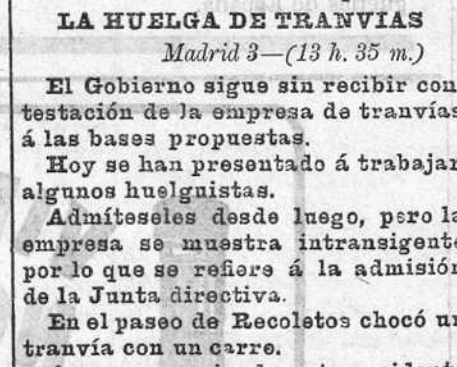 LA HUELGA DE TRANVIAS
Madrid 3—(13 h. 35 m.)
El Gobierno sigue sin recibir con
testación de la empresa de tranvías
á las bases propuestas.
Hoy se han presentado á trabajar
algunos huelguistas.
Admíteseles desde luego, pero la
empresa se muestra intransigente
por lo que se refiere á la admisión
de la Junta directiva.
En el paseo de Recoletos chocó un
tranvía con un carro.